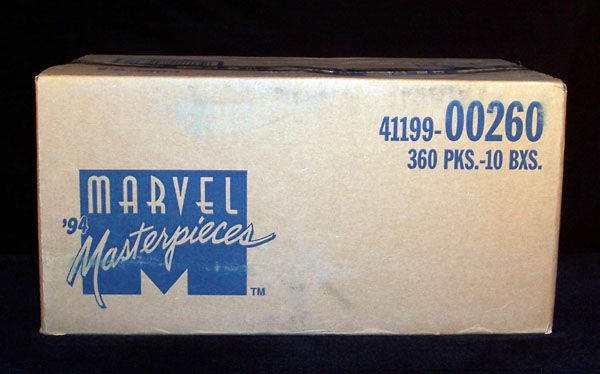 41199-00260
360 PKS.-10 BXS.
MARVEL
'94
Masterpieces
M
TM